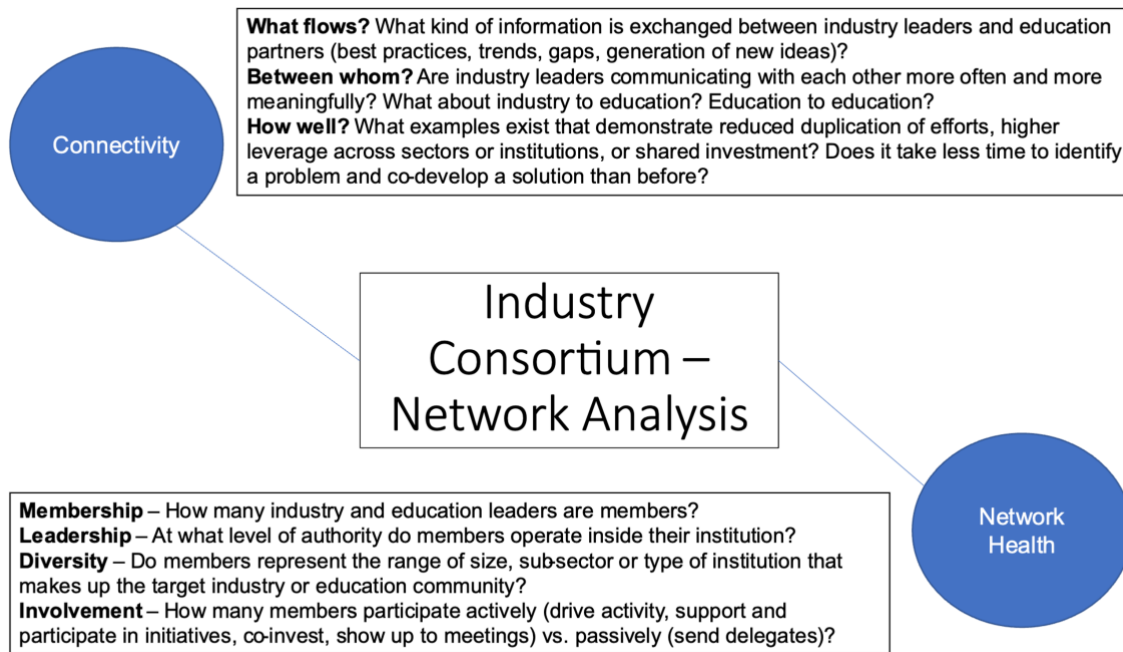 What flows? What kind of information is exchanged between industry leaders and education
partners (best practices, trends, gaps, generation of new ideas)?
Between whom? Are industry leaders communicating with each other more often and more
meaningfully? What about industry to education? Education to education?
How well? What examples exist that demonstrate reduced duplication of efforts, higher
leverage across sectors or institutions, or shared investment? Does it take less time to identify
a problem and co-develop a solution than before?
Connectivity
Industry
Consortium –
Network Analysis
Network
Health
Membership – How many industry and education leaders are members?
Leadership – At what level of authority do members operate inside their institution?
Diversity – Do members represent the range of size, sub-sector or type of institution that
makes up the target industry or education community?
Involvement – How many members participate actively (drive activity, support and
participate in initiatives, co-invest, show up to meetings) vs. passively (send delegates)?